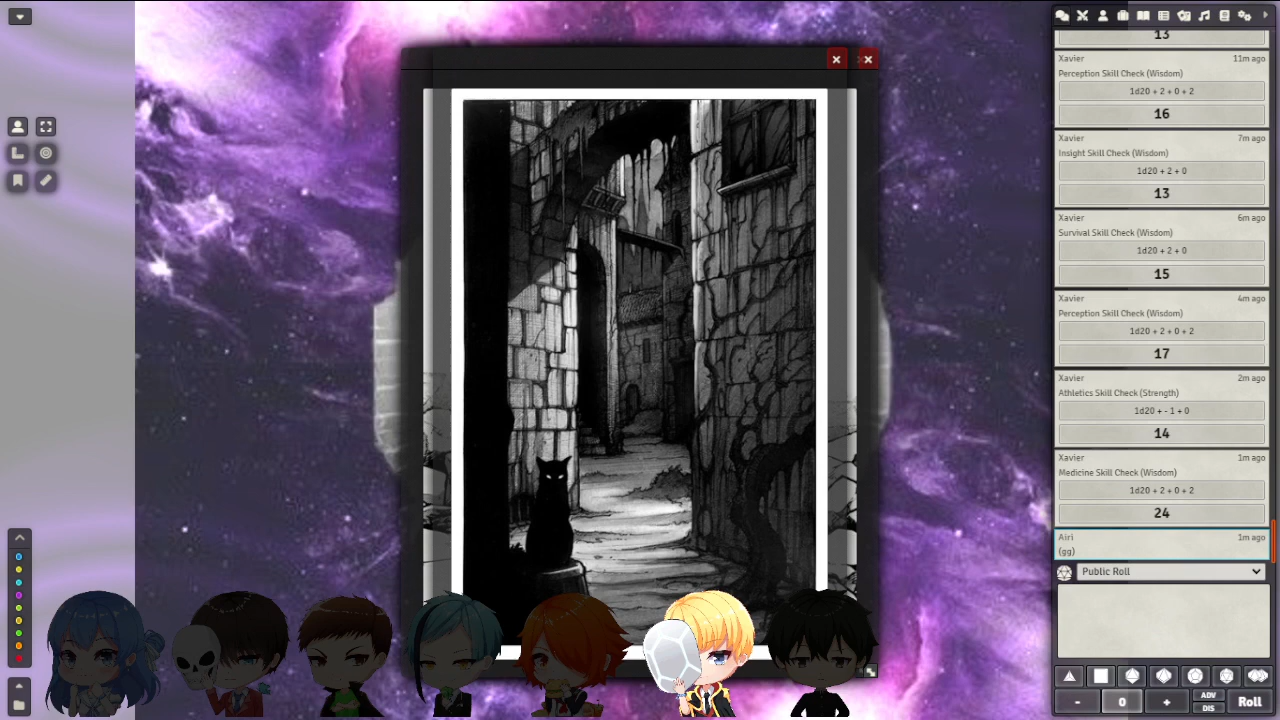 13
Xavier 11m ago
Perception Skill Check (Wisdom)
1d20 + 2 + 0 + 2
16
Xavier 7m ago
Insight Skill Check (Wisdom)
1d20 + 2 + 0
13
Xavier 6m ago
Survival Skill Check (Wisdom)
1d20 + 2 + 0
15
Xavier 4m ago
Perception Skill Check (Wisdom)
1d20 + 2 + 0 + 2
17
Xavier 2m ago
Athletics Skill Check (Strength)
1d20 + - 1 + 0
14
Xavier 1m ago
Medicine Skill Check (Wisdom)
1d20 + 2 + 0 + 2
24
Airi 1m ago
(gg)
Public Roll
- 0 + ADV DIS Roll